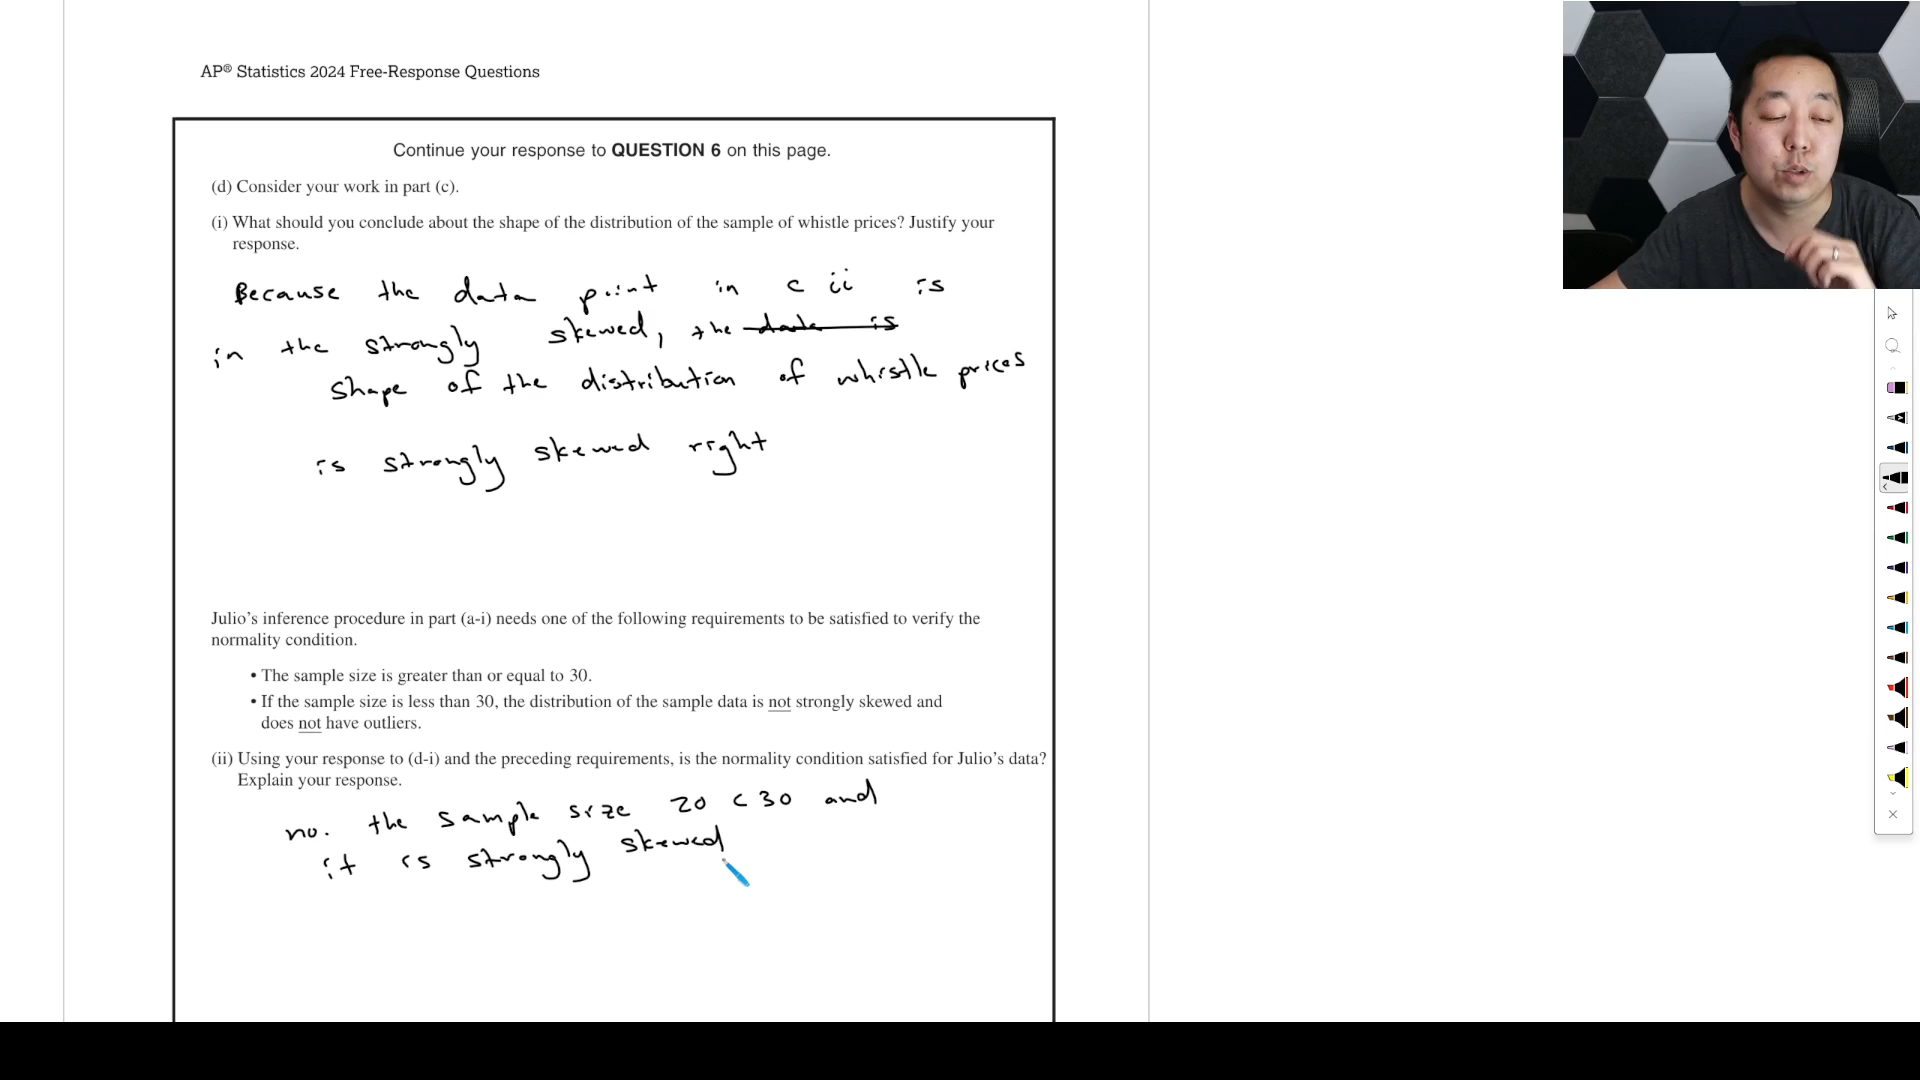 AP® Statistics 2024 Free-Response Questions
Continue your response to QUESTION 6 on this page.
(d) Consider your work in part (c).
(i) What should you conclude about the shape of the distribution of the sample of whistle prices? Justify your
response.
Because the data point in c ii is
in the strongly skewed, the data is
shape of the distribution of whistle prices
is strongly skewed right
Julio’s inference procedure in part (a-i) needs one of the following requirements to be satisfied to verify the
normality condition.
• The sample size is greater than or equal to 30.
• If the sample size is less than 30, the distribution of the sample data is not strongly skewed and
does not have outliers.
(ii) Using your response to (d-i) and the preceding requirements, is the normality condition satisfied for Julio’s data?
Explain your response.
no. the sample size 20 < 30 and
it is strongly skewed